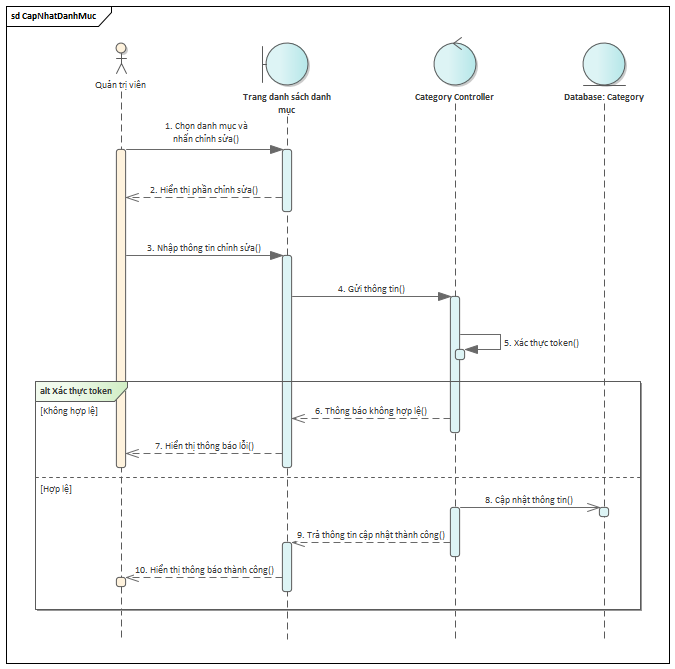 sd CapNhatDanhMuc
Quản trị viên
Trang danh sách danh
mục
Category Controller
Database: Category
1. Chọn danh mục và
nhấn chỉnh sửa()
2. Hiển thị phần chỉnh sửa()
3. Nhập thông tin chỉnh sửa()
4. Gửi thông tin()
5. Xác thực token()
alt Xác thực token
[Không hợp lệ]
6. Thông báo không hợp lệ()
7. Hiển thị thông báo lỗi()
[Hợp lệ]
8. Cập nhật thông tin()
9. Trả thông tin cập nhật thành công()
10. Hiển thị thông báo thành công()